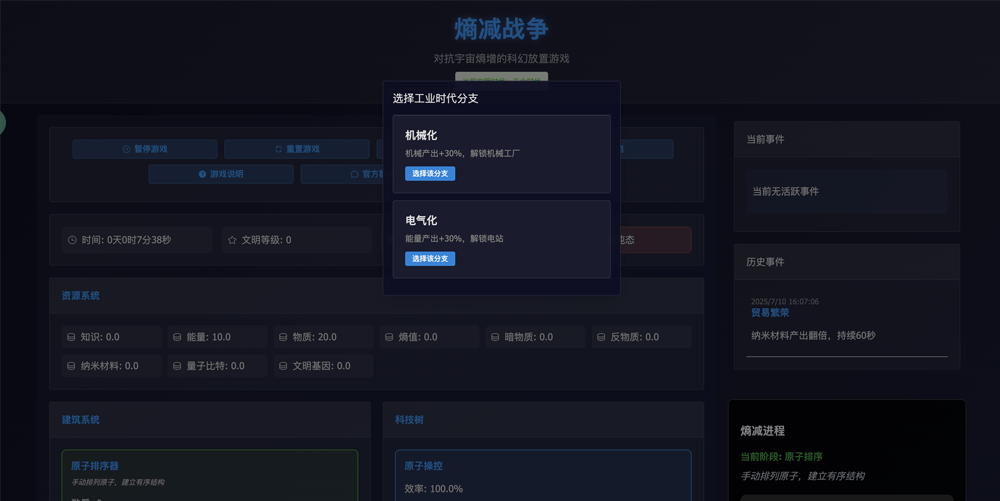 熵减战争
对抗宇宙熵增的科幻放置游戏
选择工业时代分支
机械化
机械产出+30%，解锁机械工厂
选择该分支
电气化
能量产出+30%，解锁电站
选择该分支
暂停游戏
重置游戏
游戏说明
官方
时间: 0天0时7分38秒
文明等级: 0
态
资源系统
知识: 0.0
能量: 10.0
物质: 20.0
熵值: 0.0
暗物质: 0.0
反物质: 0.0
纳米材料: 0.0
量子比特: 0.0
文明基因: 0.0
建筑系统
原子排序器
手动排列原子，建立有序结构
科技树
原子操控
效率: 100.0%
当前事件
当前无活跃事件
历史事件
2025/7/10 16:07:06
贸易繁荣
纳米材料产出翻倍，持续60秒
熵减进程
当前阶段: 原子排序
手动排列原子，建立有序结构